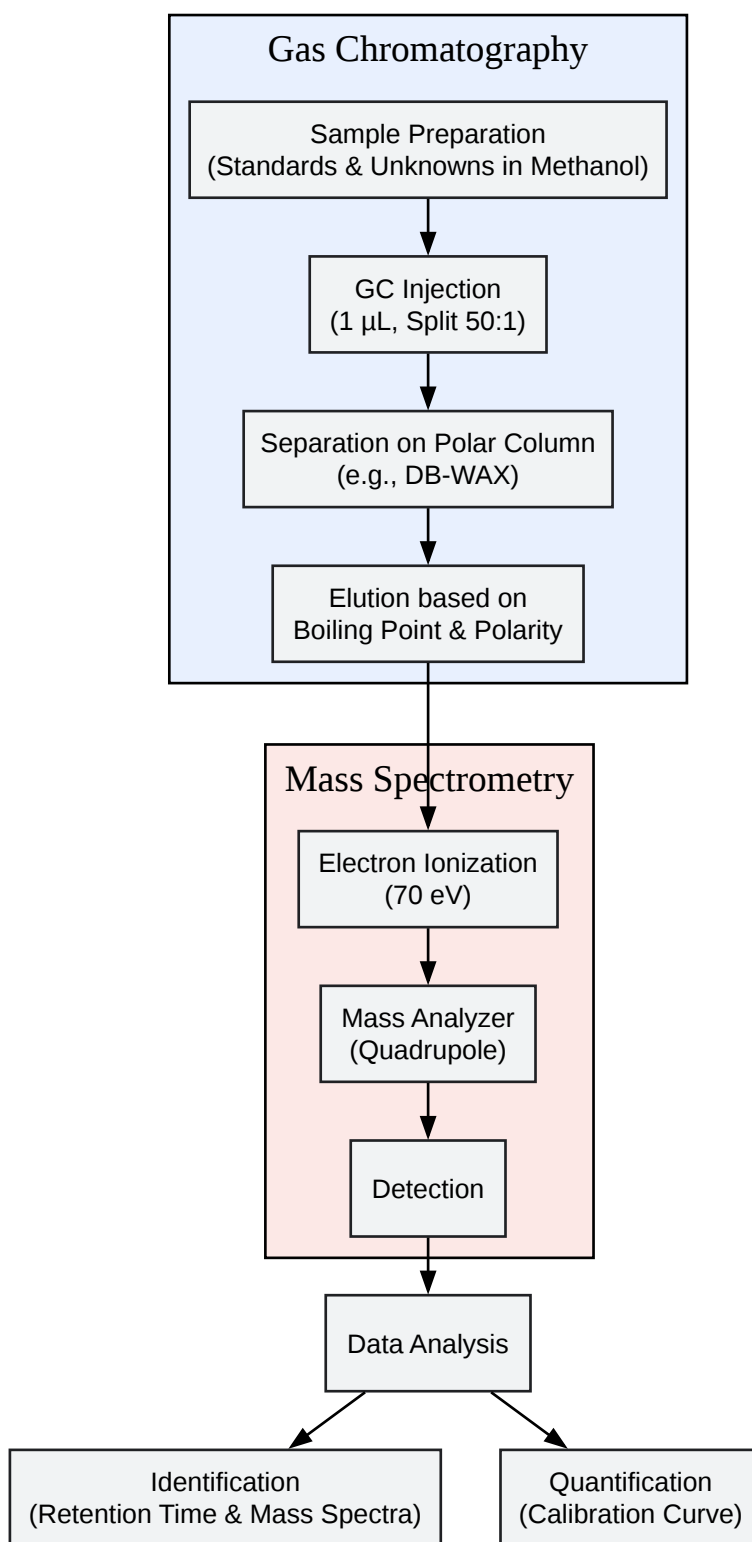 Gas Chromatography
Sample Preparation
(Standards & Unknowns in Methanol)
GC Injection
(1 µL, Split 50:1)
Separation on Polar Column
(e.g., DB-WAX)
Elution based on
Boiling Point & Polarity
Mass Spectrometry
Electron Ionization
(70 eV)
Mass Analyzer
(Quadrupole)
Detection
Data Analysis
Identification
(Retention Time & Mass Spectra)
Quantification
(Calibration Curve)